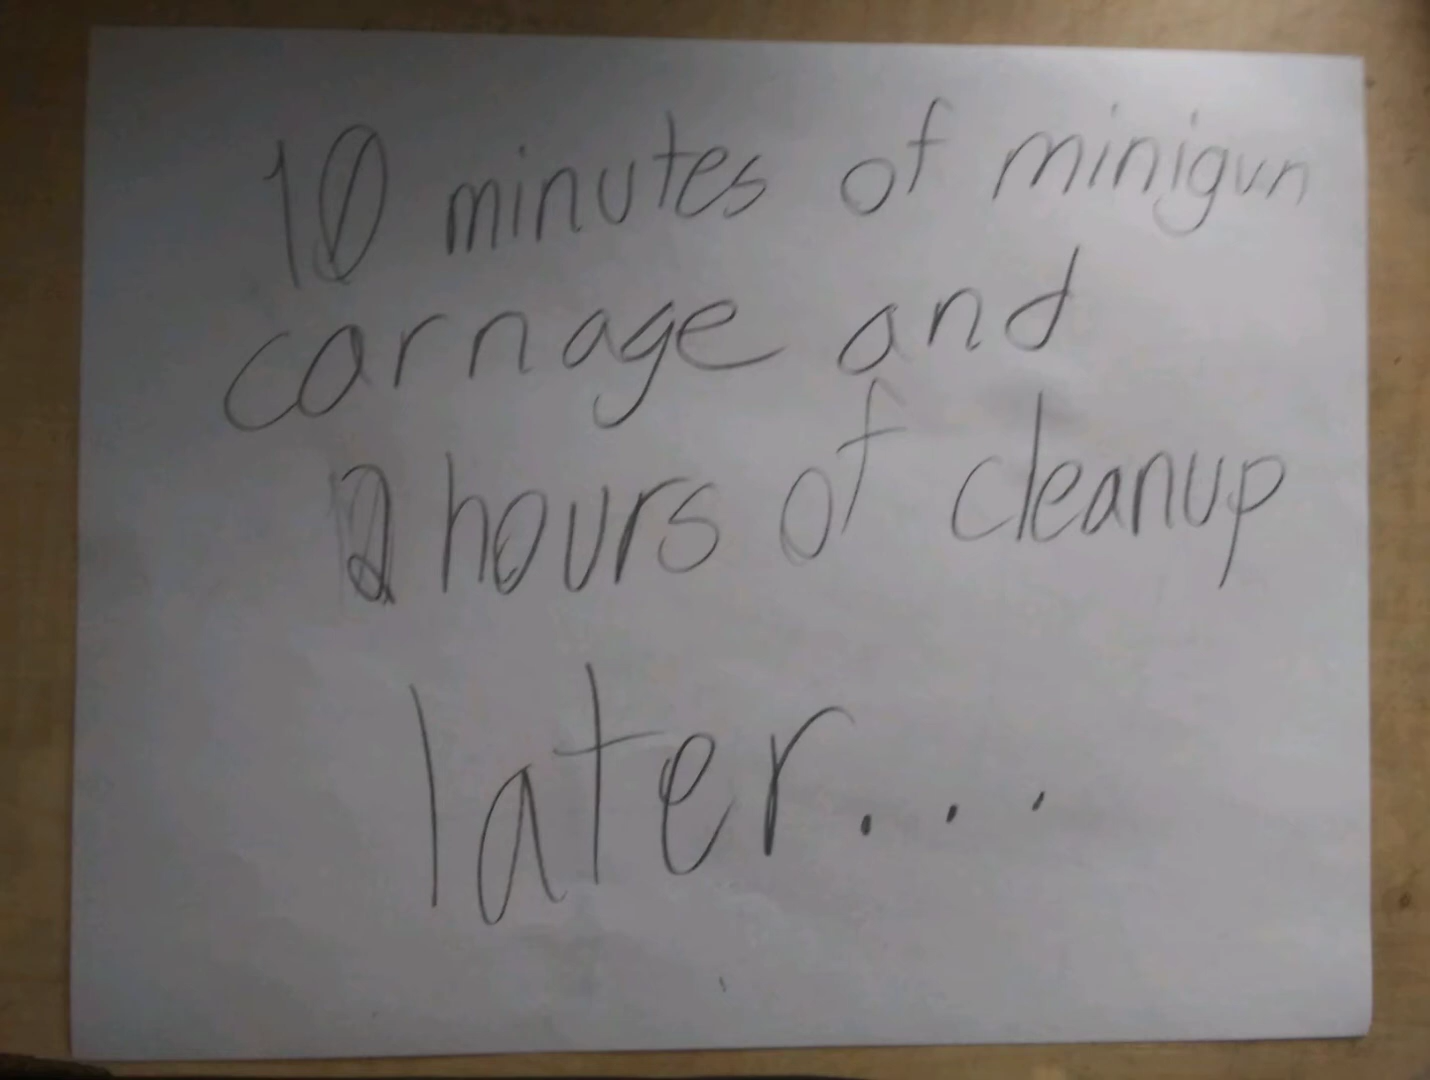 10 minutes of minigun
carnage and
2 hours of cleanup
later...